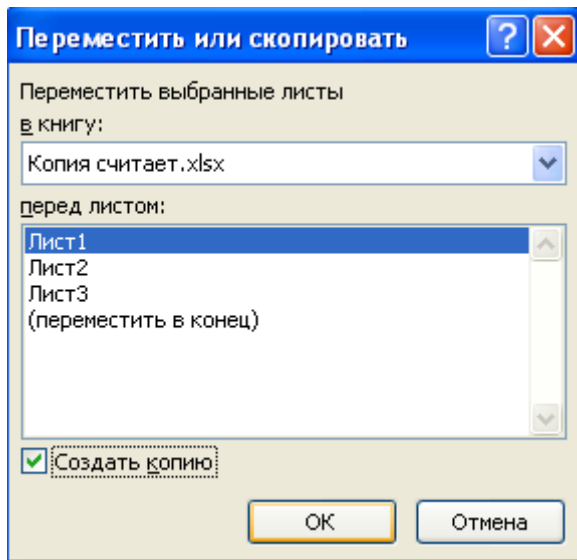 Переместить или скопировать
Переместить выбранные листы
в книгу:
Копия считает.xlsx
перед листом:
Лист1
Лист2
Лист3
(переместить в конец)
Создать копию
ОК
Отмена